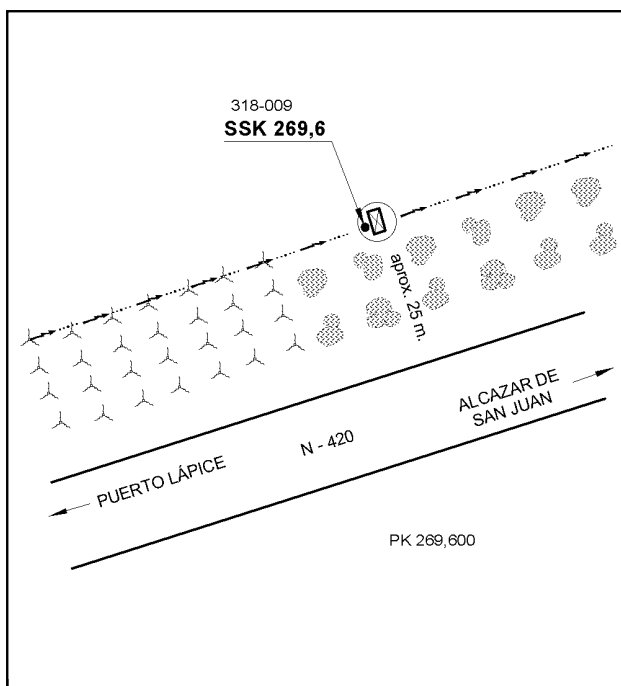 318-009
SSK 269,6
aprox. 25 m.
ALCAZAR DE
SAN JUAN
N - 420
PUERTO LÁPICE
PK 269,600